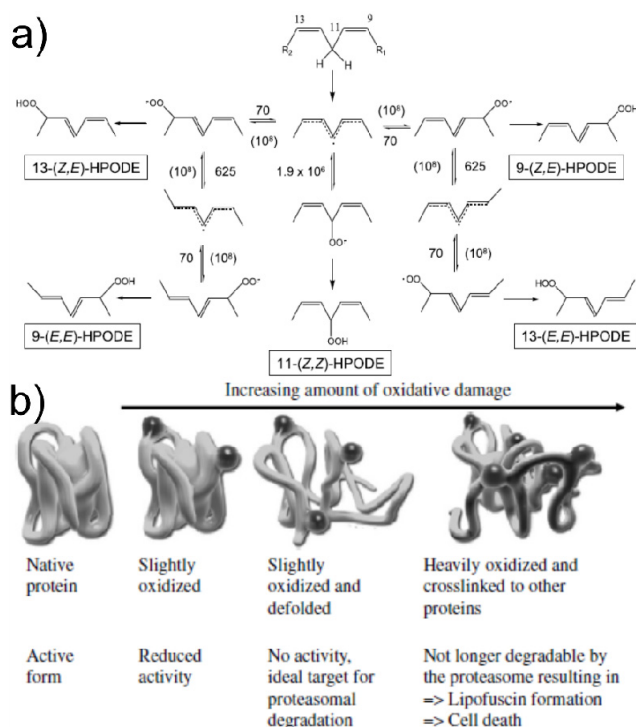 a)
13 11 9
R₂ R₁
H H
HOO
•OO
70
(10⁸)
(10⁸)
70
OO•
OOH
13-(Z,E)-HPODE
(10⁸) 625
1.9 x 10⁶
(10⁸) 625
9-(Z,E)-HPODE
OO•
70 (10⁸)
70 (10⁸)
OOH
OO•
•OO
HOO
9-(E,E)-HPODE
OOH
13-(E,E)-HPODE
11-(Z,Z)-HPODE
b)
Increasing amount of oxidative damage
Native protein
Slightly oxidized
Slightly oxidized and defolded
Heavily oxidized and crosslinked to other proteins
Active form
Reduced activity
No activity, ideal target for proteasomal degradation
Not longer degradable by the proteasome resulting in
=> Lipofuscin formation
=> Cell death